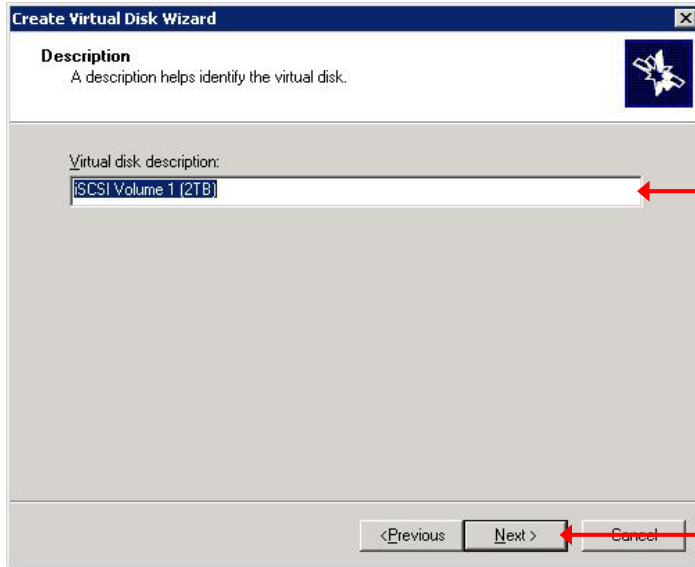 Create Virtual Disk Wizard
Description
A description helps identify the virtual disk.
Virtual disk description:
iSCSI Volume 1 (2TB)
<Previous Next > Cancel